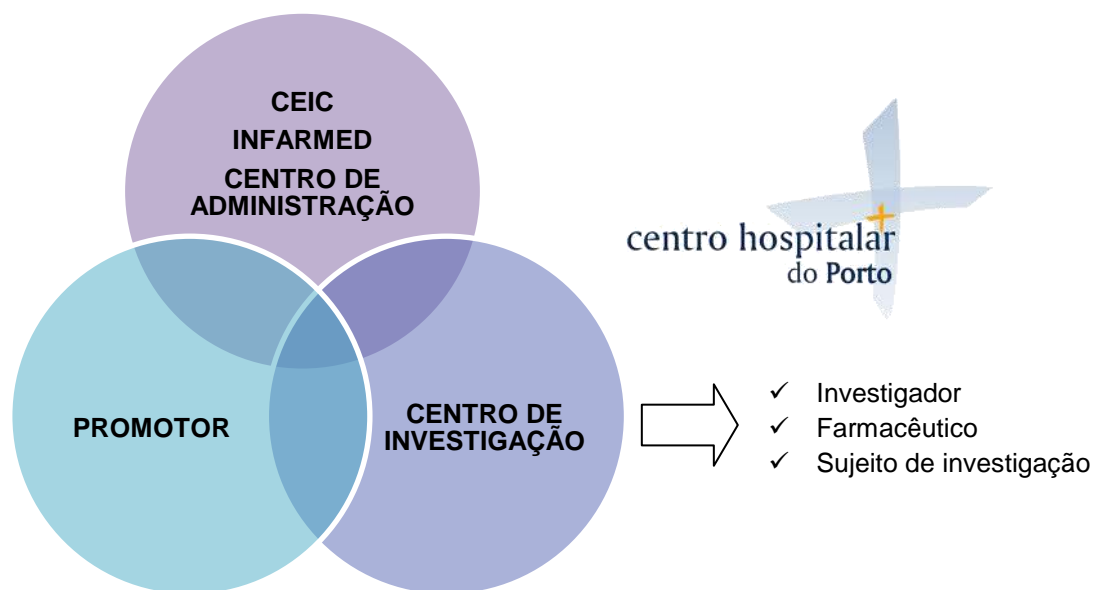 CEIC
INFARMED
CENTRO DE
ADMINISTRAÇÃO
PROMOTOR
CENTRO DE
INVESTIGAÇÃO
centro hospitalar
do Porto
✓ Investigador
✓ Farmacêutico
✓ Sujeito de investigação